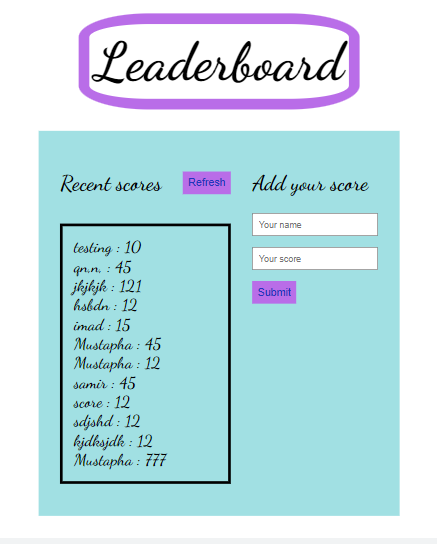 Leaderboard
Recent scores
Refresh
testing : 10
qn,n, : 45
jkjkjk : 121
hsbdn : 12
imad : 15
Mustapha : 45
Mustapha : 12
samir : 45
score : 12
sdjshd : 12
kjdksjdk : 12
Mustapha : 777
Add your score
Your name
Your score
Submit